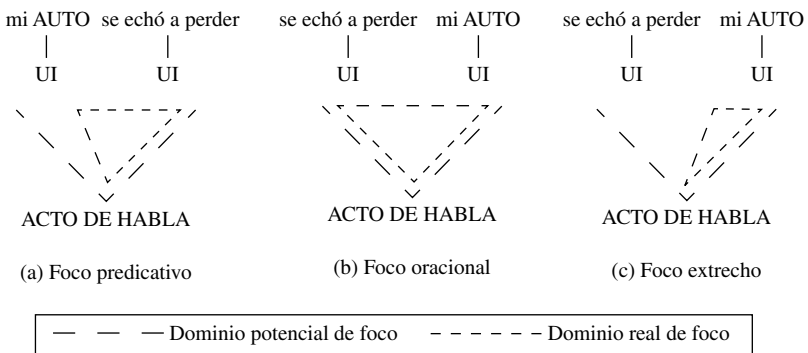 mi AUTO se echó a perder se echó a perder mi AUTO se echó a perder mi AUTO
UI UI UI UI UI UI
ACTO DE HABLA ACTO DE HABLA ACTO DE HABLA
(a) Foco predicativo (b) Foco oracional (c) Foco extrecho
Dominio potencial de foco Dominio real de foco